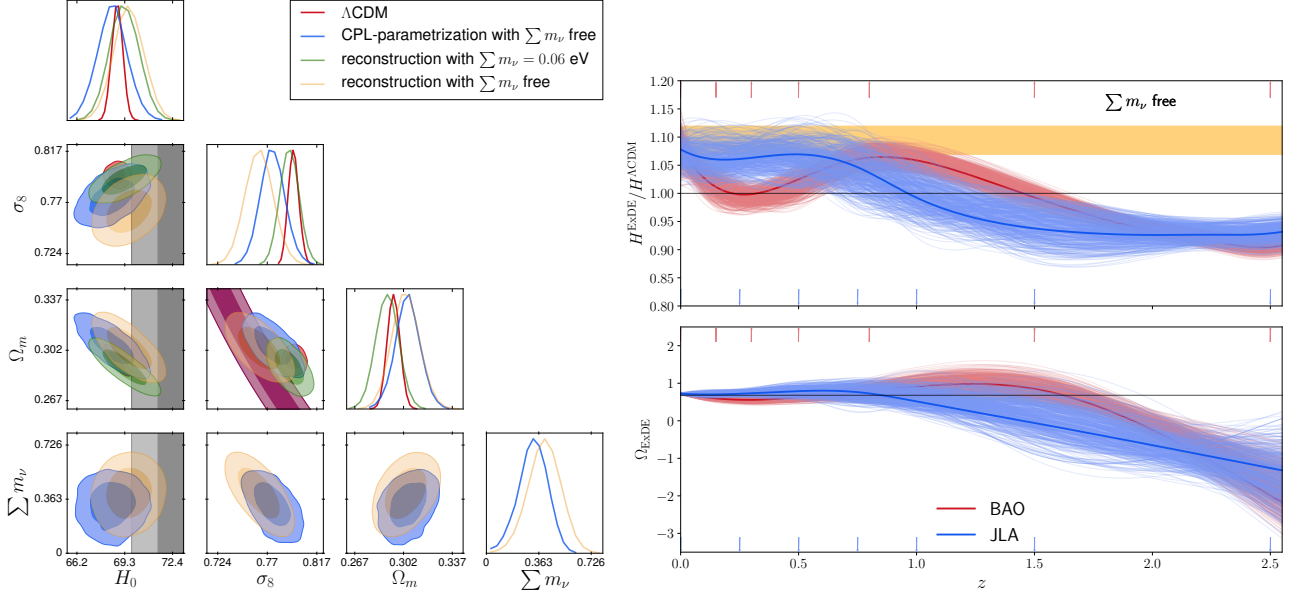 ΛCDM
CPL-parametrization with ∑ mν free
reconstruction with ∑ mν = 0.06 eV
reconstruction with ∑ mν free
0.817
0.77
0.724
σ8
0.337
0.302
0.267
Ωm
0.726
0.363
0
∑ mν
66.2 69.3 72.4
H0
0.724 0.77 0.817
σ8
0.267 0.302 0.337
Ωm
0 0.363 0.726
∑ mν
1.20
1.15
1.10
1.05
1.00
0.95
0.90
0.85
0.80
H^ExDE/H^ΛCDM
∑ mν free
2
1
0
−1
−2
−3
ΩExDE
BAO
JLA
0.0 0.5 1.0 1.5 2.0 2.5
z